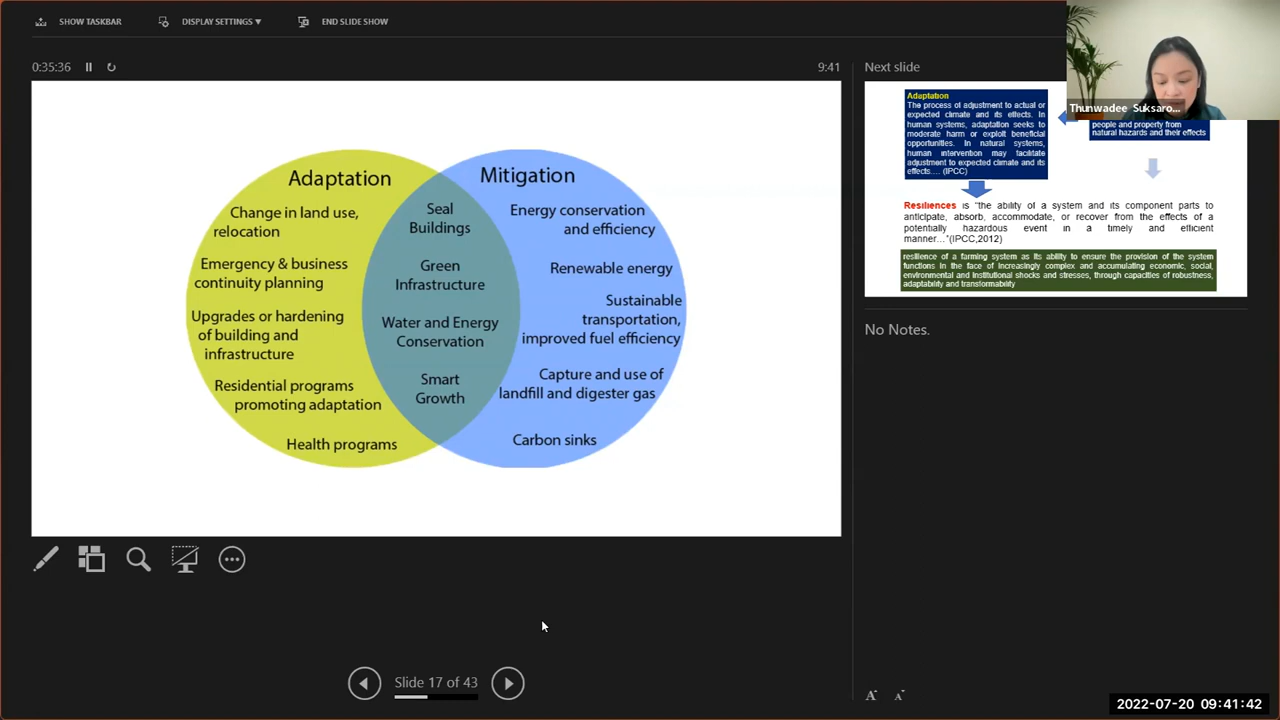 SHOW TASKBAR
DISPLAY SETTINGS ▼
END SLIDE SHOW
0:35:36
9:41
Adaptation
Change in land use,
relocation
Emergency & business
continuity planning
Upgrades or hardening
of building and
infrastructure
Residential programs
promoting adaptation
Health programs
Seal
Buildings
Green
Infrastructure
Water and Energy
Conservation
Smart
Growth
Mitigation
Energy conservation
and efficiency
Renewable energy
Sustainable
transportation,
improved fuel efficiency
Capture and use of
landfill and digester gas
Carbon sinks
Slide 17 of 43
Next slide
Adaptation
The process of adjustment to actual or
expected climate and its effects. In
human systems, adaptation seeks to
moderate harm or exploit beneficial
opportunities. In natural systems,
human intervention may facilitate
adjustment to expected climate and its
effects.... (IPCC)
Thunwadee Suksaro...
people and property from
natural hazards and their effects
Resiliences is "the ability of a system and its component parts to
anticipate, absorb, accommodate, or recover from the effects of a
potentially hazardous event in a timely and efficient
manner..."(IPCC,2012)
resilience of a farming system as its ability to ensure the provision of the system
functions in the face of increasingly complex and accumulating economic, social,
environmental and institutional shocks and stresses, through capacities of robustness,
adaptability and transformability
No Notes.
A A
2022-07-20 09:41:42